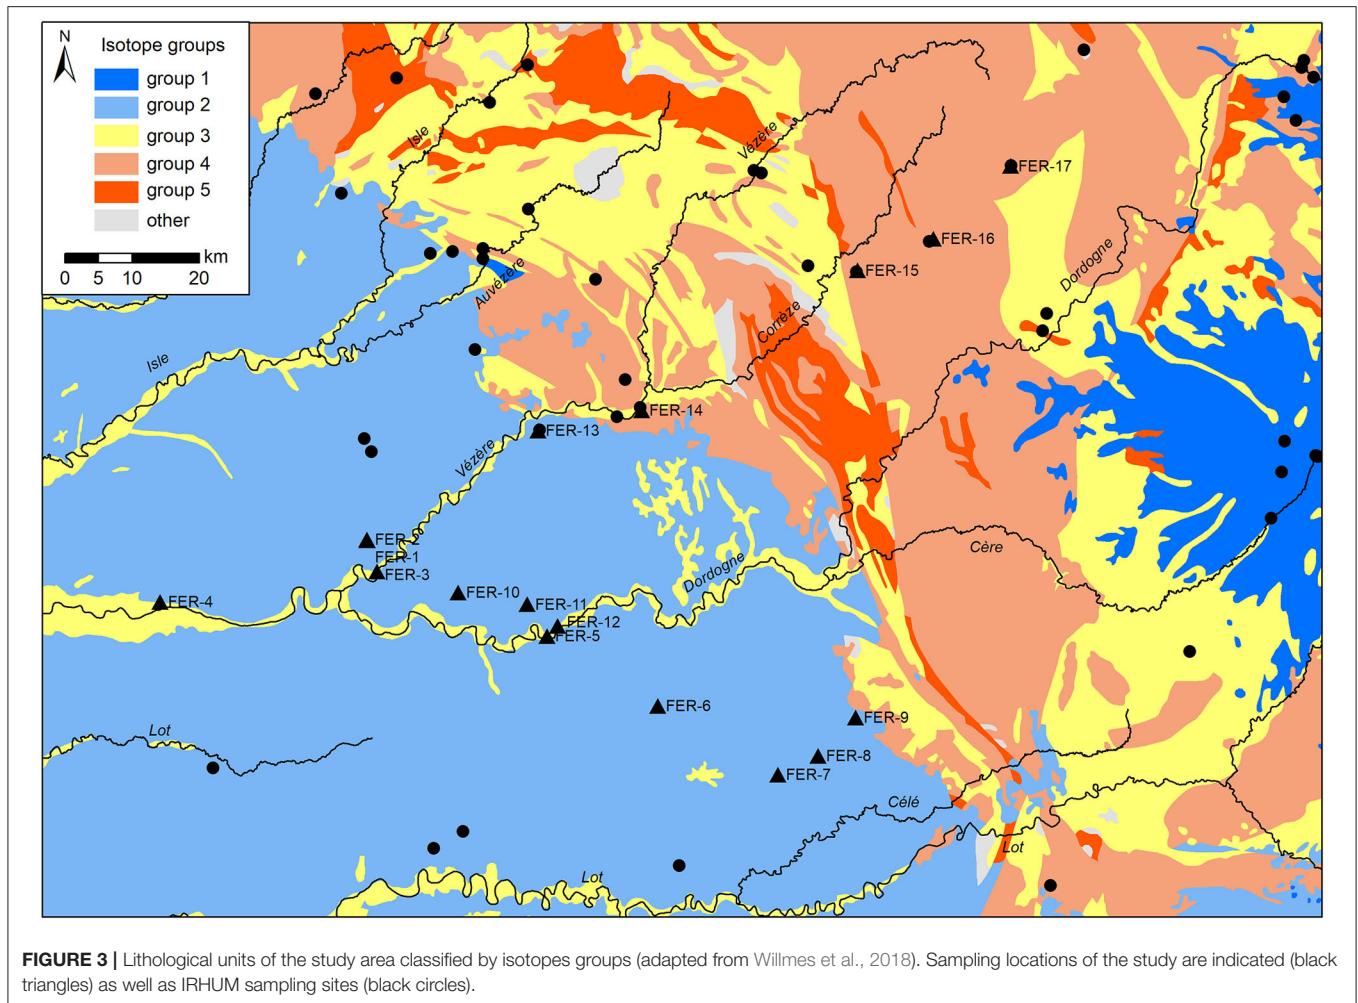 N
Isotope groups
group 1
group 2
group 3
group 4
group 5
other
0 5 10 20 km
Isle
Vézère
FER-17
FER-16
FER-15
Dordogne
Auvézère
Corrèze
Isle
FER-14
FER-13
Vézère
FER-2
FER-1
FER-3
Cère
Dordogne
FER-10
FER-4
FER-11
FER-12
FER-5
FER-6
FER-9
Lot
FER-8
FER-7
Célé
Lot
Lot
FIGURE 3 | Lithological units of the study area classified by isotopes groups (adapted from Willmes et al., 2018). Sampling locations of the study are indicated (black
triangles) as well as IRHUM sampling sites (black circles).